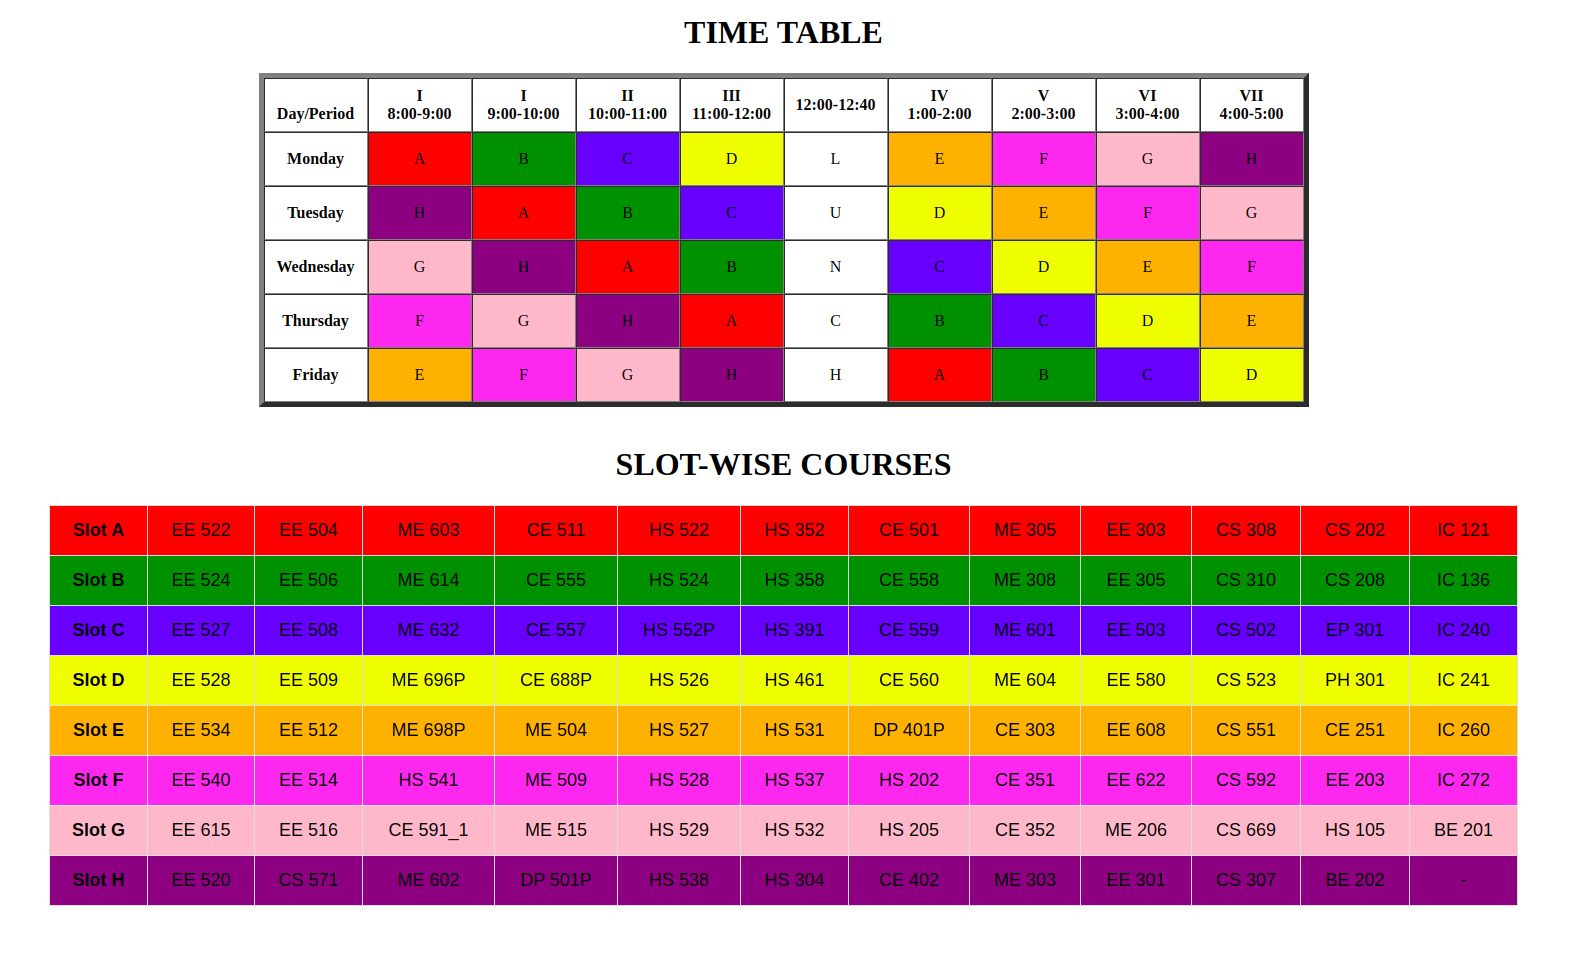 TIME TABLE
Day/Period I 8:00-9:00 I 9:00-10:00 II 10:00-11:00 III 11:00-12:00 12:00-12:40 IV 1:00-2:00 V 2:00-3:00 VI 3:00-4:00 VII 4:00-5:00
Monday A B C D L E F G H
Tuesday H A B C U D E F G
Wednesday G H A B N C D E F
Thursday F G H A C B C D E
Friday E F G H H A B C D
SLOT-WISE COURSES
Slot A EE 522 EE 504 ME 603 CE 511 HS 522 HS 352 CE 501 ME 305 EE 303 CS 308 CS 202 IC 121
Slot B EE 524 EE 506 ME 614 CE 555 HS 524 HS 358 CE 558 ME 308 EE 305 CS 310 CS 208 IC 136
Slot C EE 527 EE 508 ME 632 CE 557 HS 552P HS 391 CE 559 ME 601 EE 503 CS 502 EP 301 IC 240
Slot D EE 528 EE 509 ME 696P CE 688P HS 526 HS 461 CE 560 ME 604 EE 580 CS 523 PH 301 IC 241
Slot E EE 534 EE 512 ME 698P ME 504 HS 527 HS 531 DP 401P CE 303 EE 608 CS 551 CE 251 IC 260
Slot F EE 540 EE 514 HS 541 ME 509 HS 528 HS 537 HS 202 CE 351 EE 622 CS 592 EE 203 IC 272
Slot G EE 615 EE 516 CE 591_1 ME 515 HS 529 HS 532 HS 205 CE 352 ME 206 CS 669 HS 105 BE 201
Slot H EE 520 CS 571 ME 602 DP 501P HS 538 HS 304 CE 402 ME 303 EE 301 CS 307 BE 202 -